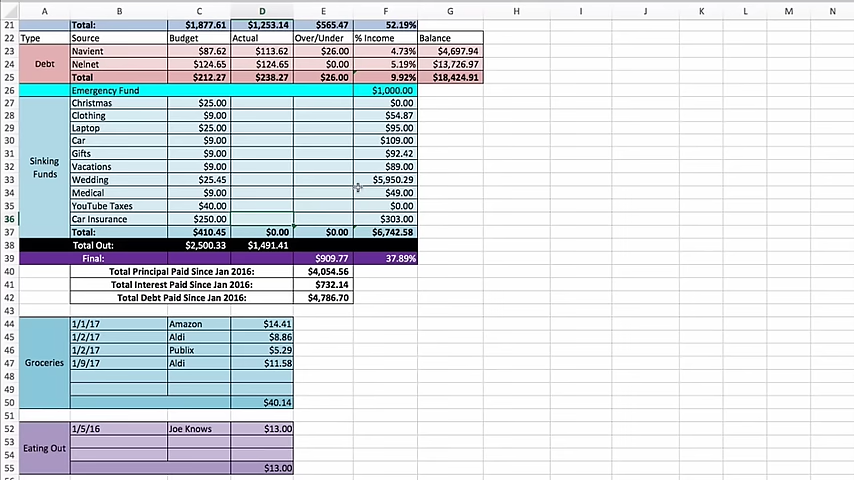 A B C D E F G H I J K L M N
21 Total: $1,877.61 $1,253.14 $565.47 52.19%
22 Type Source Budget Actual Over/Under % Income Balance
23 Navient $87.62 $113.62 $26.00 4.73% $4,697.94
24 Debt Nelnet $124.65 $124.65 $0.00 5.19% $13,726.97
25 Total $212.27 $238.27 $26.00 9.92% $18,424.91
26 Emergency Fund $1,000.00
27 Christmas $25.00 $0.00
28 Clothing $9.00 $54.87
29 Laptop $25.00 $95.00
30 Car $9.00 $109.00
31 Gifts $9.00 $92.42
32 Sinking Funds Vacations $9.00 $89.00
33 Wedding $25.45 $5,950.29
34 Medical $9.00 $49.00
35 YouTube Taxes $40.00 $0.00
36 Car Insurance $250.00 $303.00
37 Total: $410.45 $0.00 $0.00 $6,742.58
38 Total Out: $2,500.33 $1,491.41
39 Final: $909.77 37.89%
40 Total Principal Paid Since Jan 2016: $4,054.56
41 Total Interest Paid Since Jan 2016: $732.14
42 Total Debt Paid Since Jan 2016: $4,786.70
43
44 1/1/17 Amazon $14.41
45 1/2/17 Aldi $8.86
46 1/2/17 Publix $5.29
47 Groceries 1/9/17 Aldi $11.58
48
49
50 $40.14
51
52 1/5/16 Joe Knows $13.00
53
54 Eating Out
55 $13.00